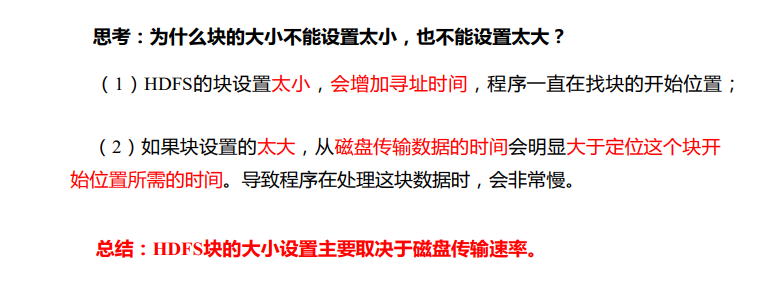 思考：为什么块的大小不能设置太小，也不能设置太大？
（1）HDFS的块设置太小，会增加寻址时间，程序一直在找块的开始位置；
（2）如果块设置的太大，从磁盘传输数据的时间会明显大于定位这个块开
始位置所需的时间。导致程序在处理这块数据时，会非常慢。
总结：HDFS块的大小设置主要取决于磁盘传输速率。